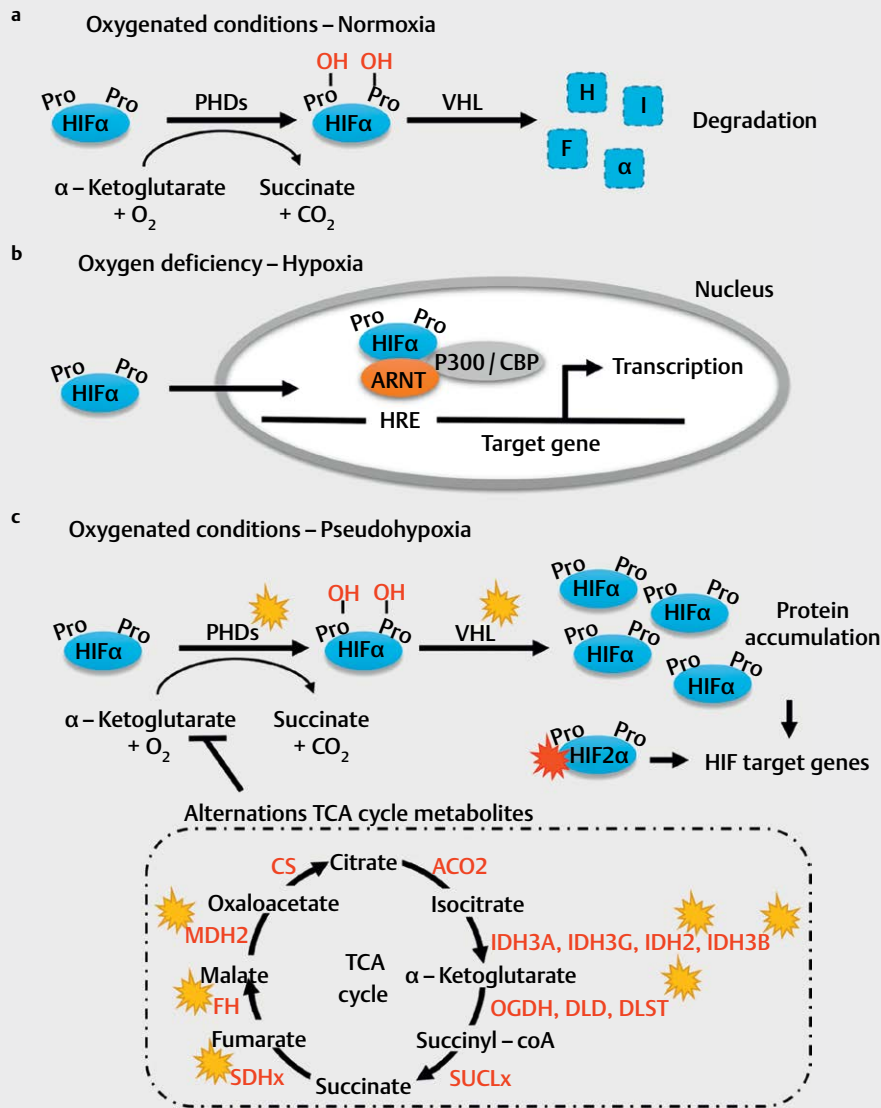 a
Oxygenated conditions – Normoxia
OH OH
Pro Pro
HIFα
PHDs
Pro Pro
HIFα
VHL
H
I
F
α
Degradation
α – Ketoglutarate
+ O₂
Succinate
+ CO₂
b
Oxygen deficiency – Hypoxia
Nucleus
Pro Pro
HIFα
Pro Pro
HIFα
P300 / CBP
ARNT
Transcription
HRE
Target gene
c
Oxygenated conditions – Pseudohypoxia
OH OH
Pro Pro
HIFα
PHDs
Pro Pro
HIFα
VHL
Pro Pro
HIFα
Pro Pro
HIFα
Pro Pro
HIFα
Pro Pro
HIFα
Protein
accumulation
α – Ketoglutarate
+ O₂
Succinate
+ CO₂
Pro Pro
HIF2α
HIF target genes
Alternations TCA cycle metabolites
CS
Citrate
ACO2
Oxaloacetate
Isocitrate
MDH2
IDH3A, IDH3G, IDH2, IDH3B
Malate
TCA
cycle
α – Ketoglutarate
FH
OGDH, DLD, DLST
Fumarate
Succinyl – coA
SDHx
Succinate
SUCLx